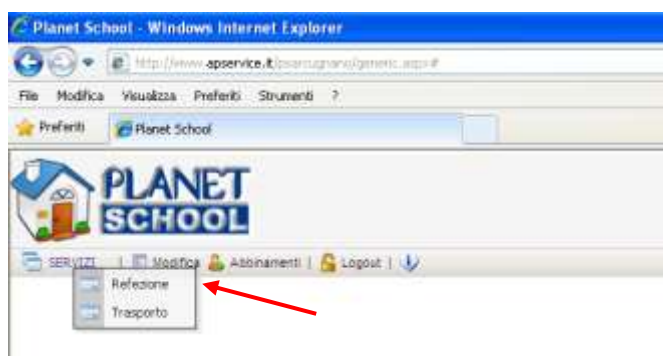 Planet School - Windows Internet Explorer
http://www.apservice.it/
File Modifica Visualizza Preferiti Strumenti ?
Preferiti Planet School
PLANET
SCHOOL
SERVIZI | Modifica Abbinamenti | Logout |
Refezione
Trasporto